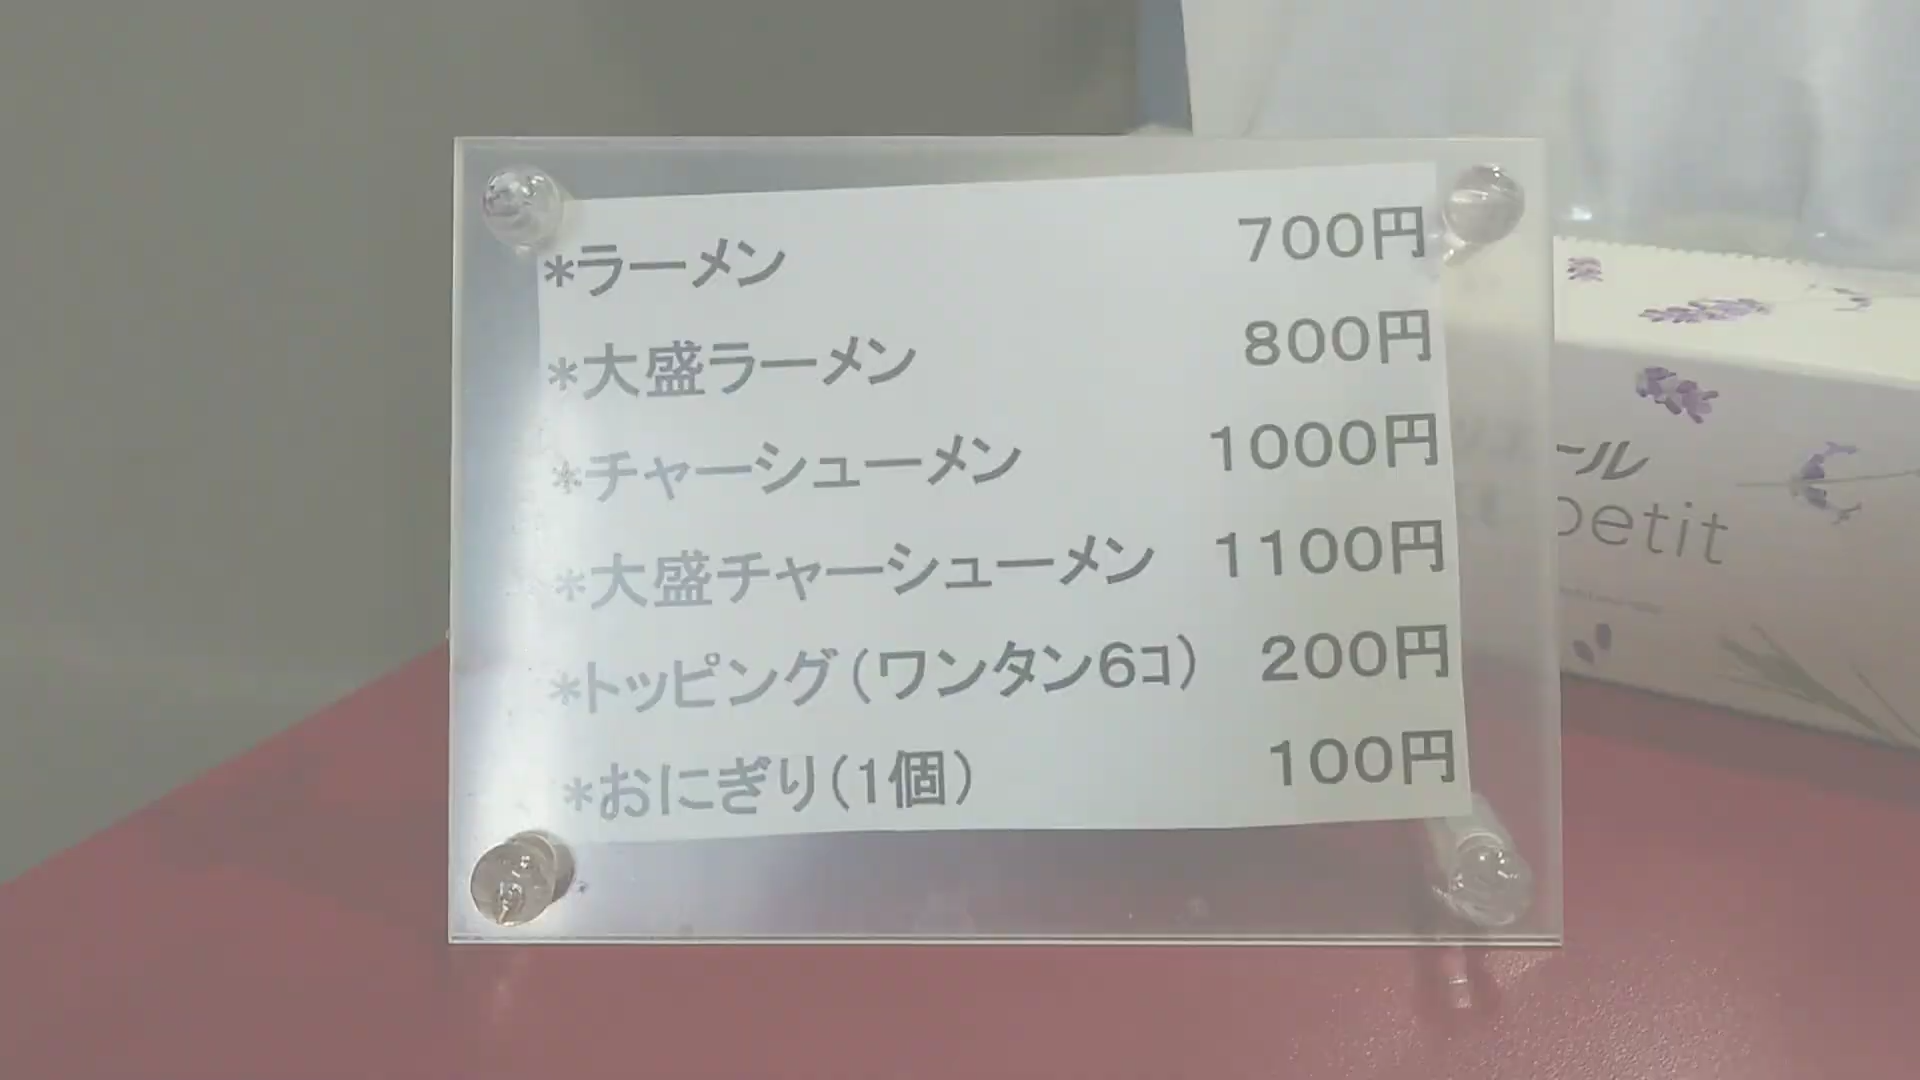 *ラーメン 700円
*大盛ラーメン 800円
*チャーシューメン 1000円
*大盛チャーシューメン 1100円
*トッピング(ワンタン6コ) 200円
*おにぎり(1個) 100円
ール
petit